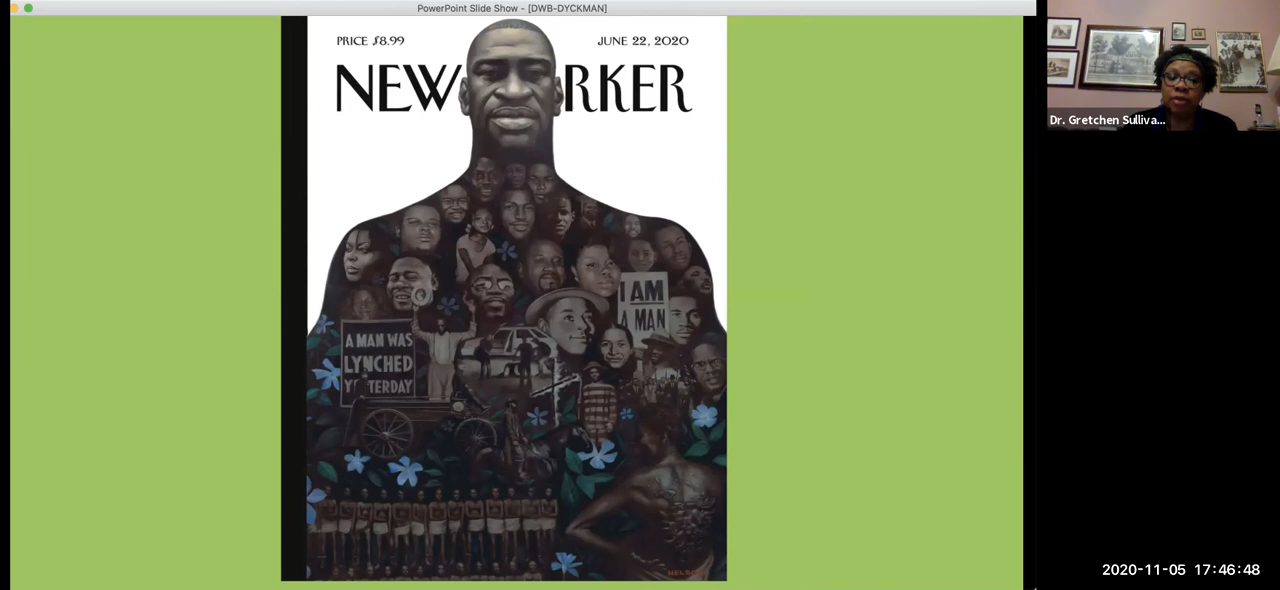 PowerPoint Slide Show - [DWB-DYCKMAN]
PRICE $8.99
JUNE 22, 2020
NEW RKER
I AM
A MAN
A MAN WAS
LYNCHED
YESTERDAY
NELSON
Dr. Gretchen Sulliva...
2020-11-05 17:46:48